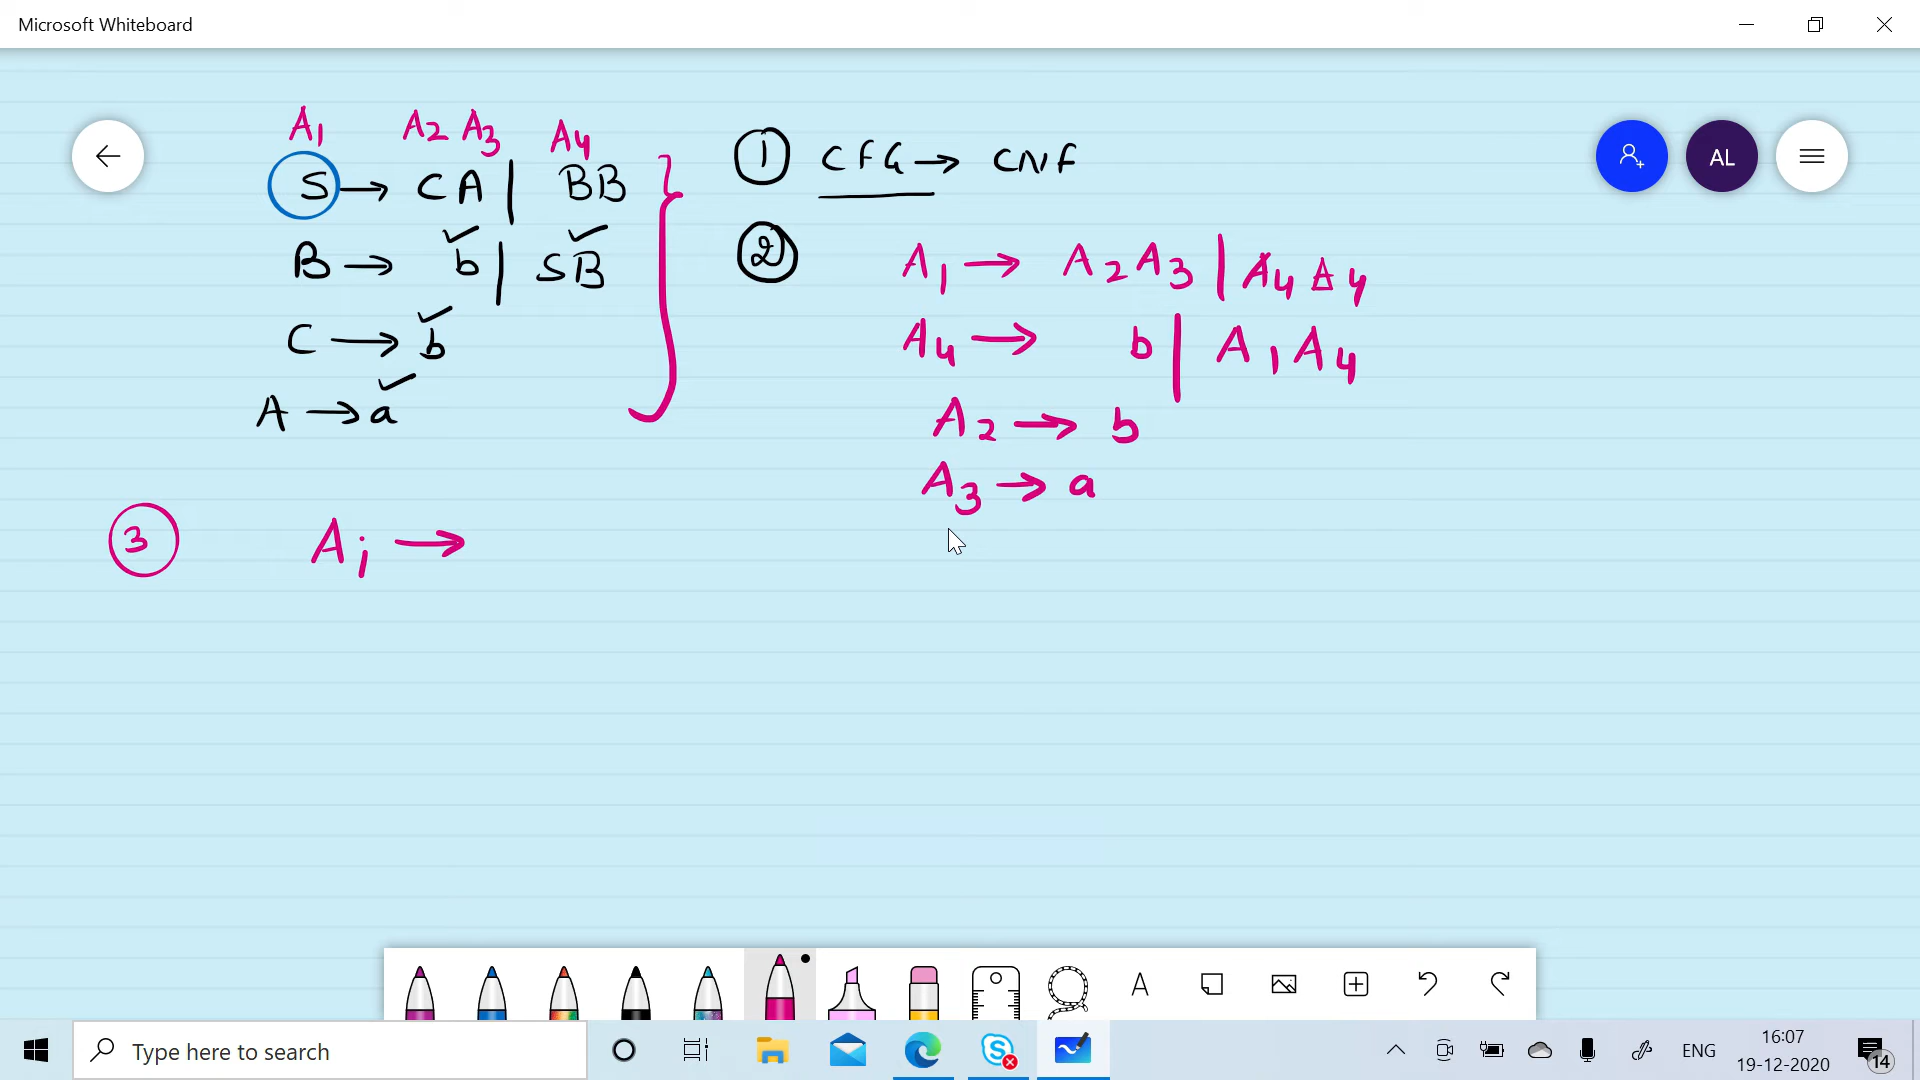 Microsoft Whiteboard
A1 A2 A3 A4
S → CA | BB
B → b | SB
C → b
A → a
① CFG → CNF
②
A1 → A2A3 | A4A4
A4 → b | A1A4
A2 → b
A3 → a
③ Ai →
AL
A
Type here to search
ENG
16:07
19-12-2020
14